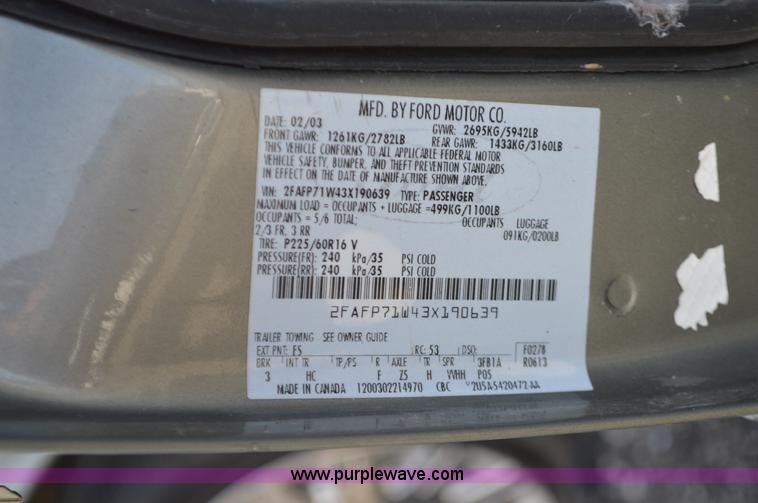 MFD. BY FORD MOTOR CO.
DATE: 02/03 GVWR: 2695KG/5942LB
FRONT GAWR: 1261KG/2782LB REAR GAWR: 1433KG/3160LB
THIS VEHICLE CONFORMS TO ALL APPLICABLE FEDERAL MOTOR
VEHICLE SAFETY, BUMPER, AND THEFT PREVENTION STANDARDS
IN EFFECT ON THE DATE OF MANUFACTURE SHOWN ABOVE.
VIN: 2FAFP71W43X190639 TYPE: PASSENGER
MAXIMUM LOAD = OCCUPANTS + LUGGAGE =499KG/1100LB
OCCUPANTS = 5/6 TOTAL; OCCUPANTS LUGGAGE
2/3 FR, 3 RR 091KG/0200LB
TIRE: P225/60R16 V
PRESSURE(FR): 240 kPa/35 PSI COLD
PRESSURE(RR): 240 kPa/35 PSI COLD
2FAFP71W43X190639
TRAILER TOWING - SEE OWNER GUIDE
EXT PNT: F5 RC: 53 DSO: F0278
BRK INT TR TP/PS R AXLE TR SPR 3FB1A R0613
3 HC F Z5 H VVHH POS
MADE IN CANADA 1200302214970 CBC 2U5A5420472-AA
www.purplewave.com